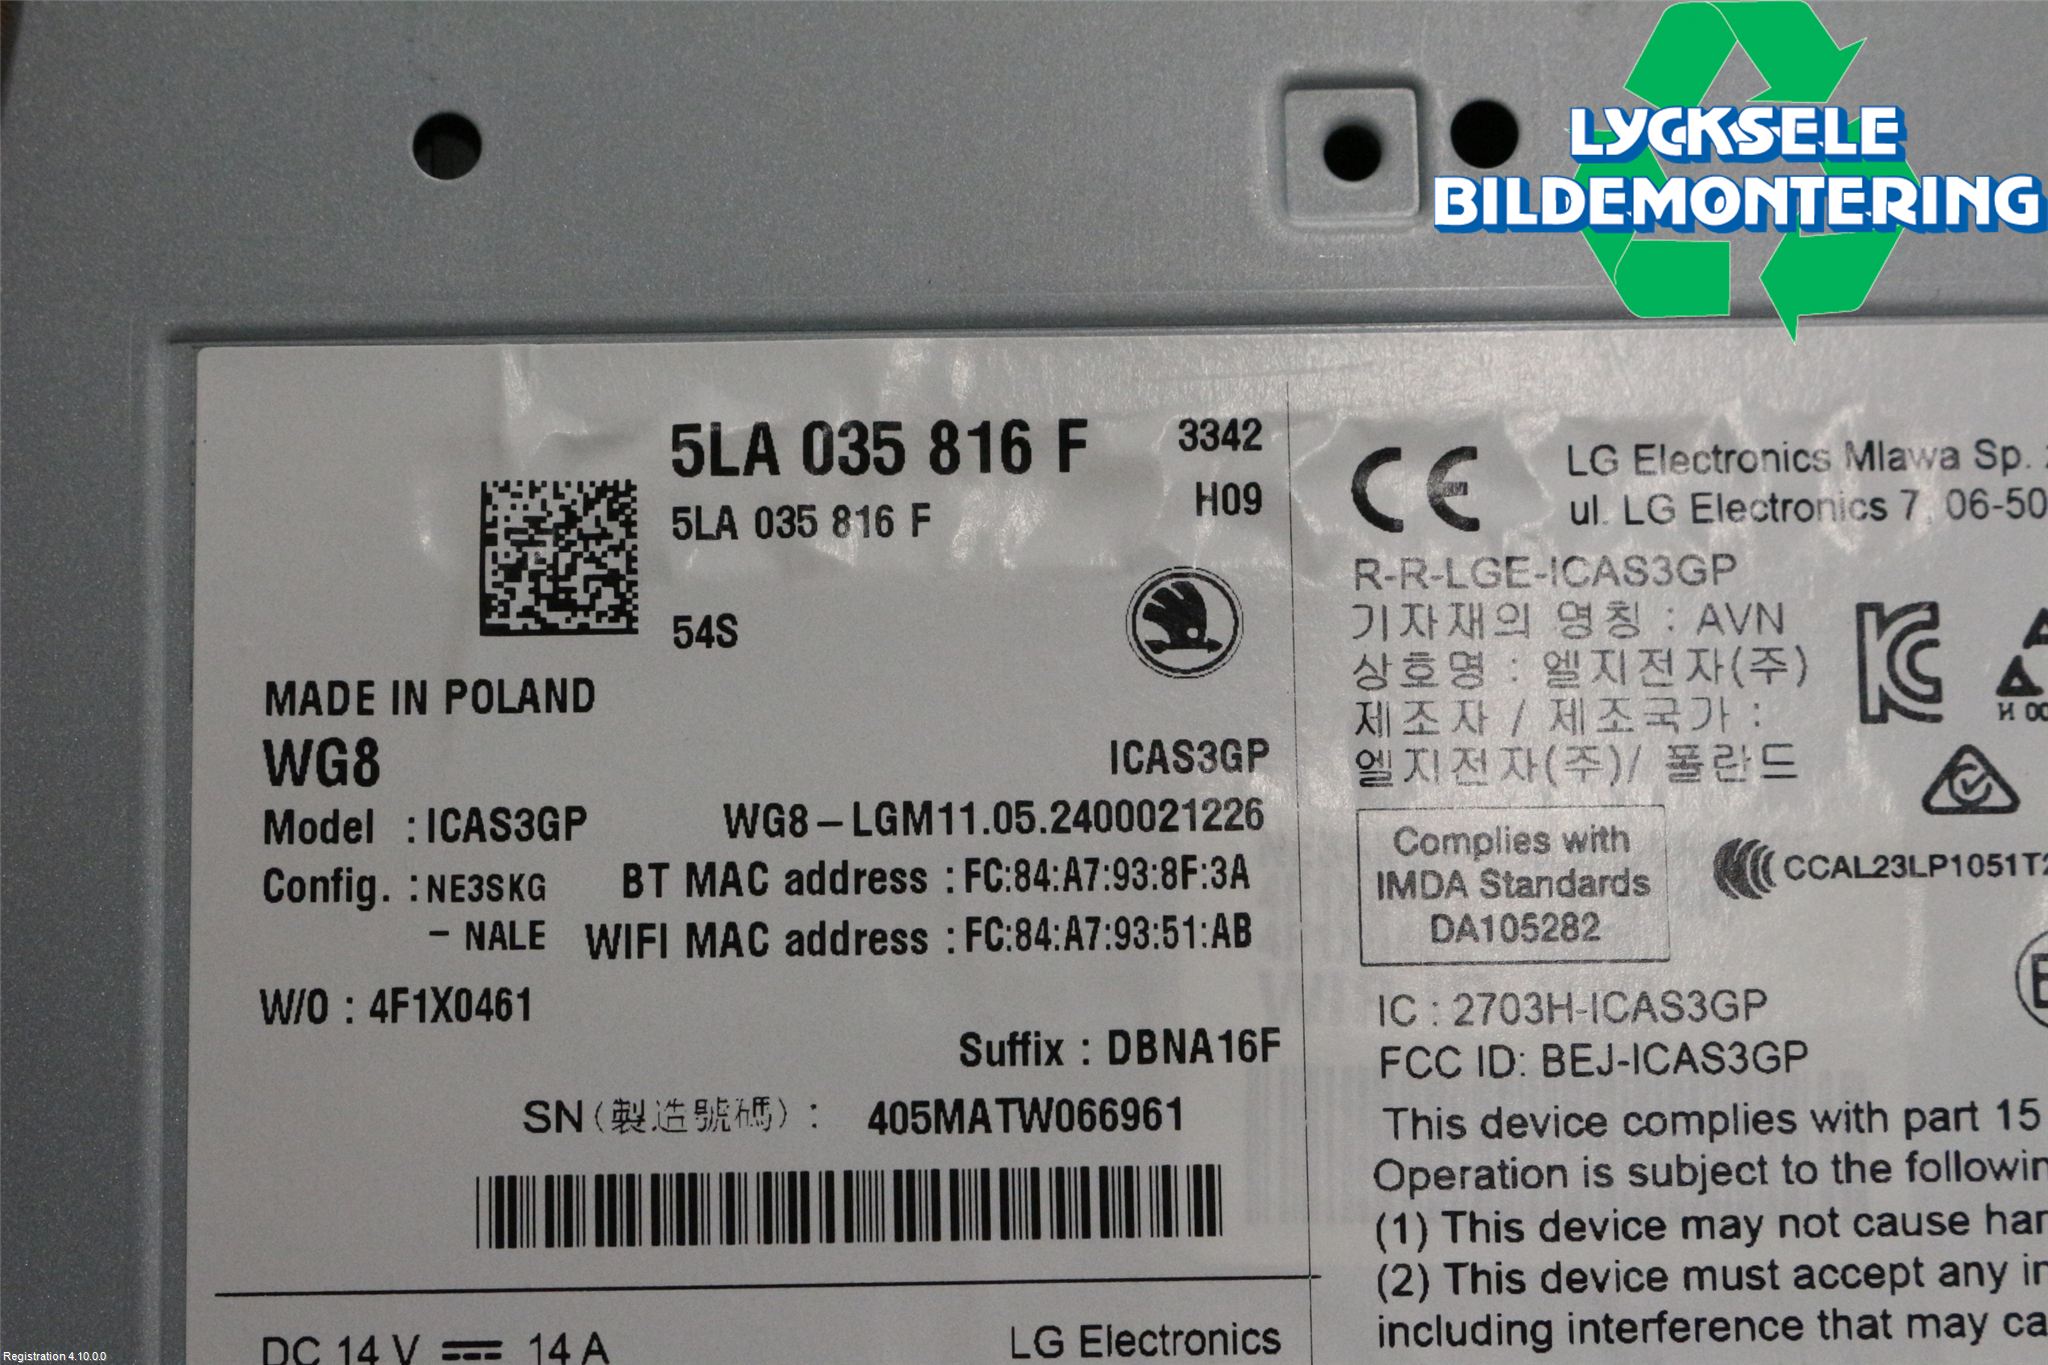 LYCKSELE
BILDEMONTERING
5LA 035 816 F 3342
5LA 035 816 F H09
54S
MADE IN POLAND
WG8 ICAS3GP
Model : ICAS3GP WG8-LGM11.05.2400021226
Config. : NE3SKG BT MAC address : FC:84:A7:93:8F:3A
- NALE WIFI MAC address : FC:84:A7:93:51:AB
W/O : 4F1X0461
Suffix : DBNA16F
SN(製造號碼) : 405MATW066961
DC 14 V 14 A LG Electronics
CE
LG Electronics Mlawa Sp.
ul. LG Electronics 7, 06-50
R-R-LGE-ICAS3GP
기자재의 명칭 : AVN
상호명 : 엘지전자(주)
제조자 / 제조국가 :
엘지전자(주)/ 폴란드
Complies with
IMDA Standards
DA105282
CCAL23LP1051T2
IC : 2703H-ICAS3GP
FCC ID: BEJ-ICAS3GP
This device complies with part 15
Operation is subject to the followin
(1) This device may not cause har
(2) This device must accept any in
including interference that may ca
Registration 4.10.0.0